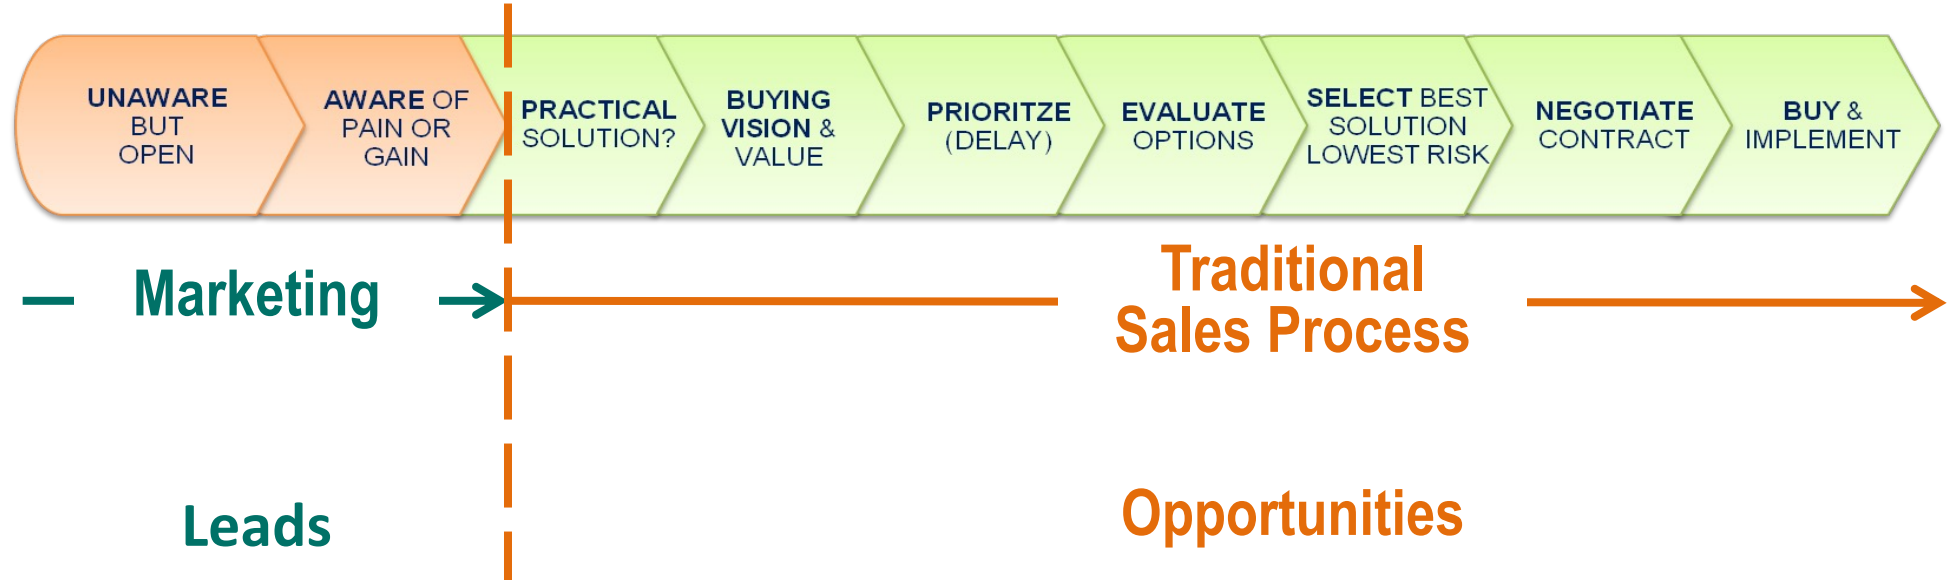 UNAWARE
BUT
OPEN
AWARE OF
PAIN OR
GAIN
PRACTICAL
SOLUTION?
BUYING
VISION &
VALUE
PRIORITZE
(DELAY)
EVALUATE
OPTIONS
SELECT BEST
SOLUTION
LOWEST RISK
NEGOTIATE
CONTRACT
BUY &
IMPLEMENT
Marketing
Traditional
Sales Process
Leads
Opportunities